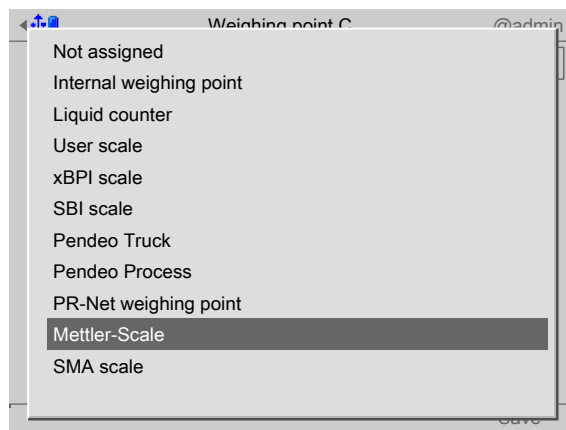 Weighing point C @admin
Not assigned
Internal weighing point
Liquid counter
User scale
xBPI scale
SBI scale
Pendeo Truck
Pendeo Process
PR-Net weighing point
Mettler-Scale
SMA scale
Save